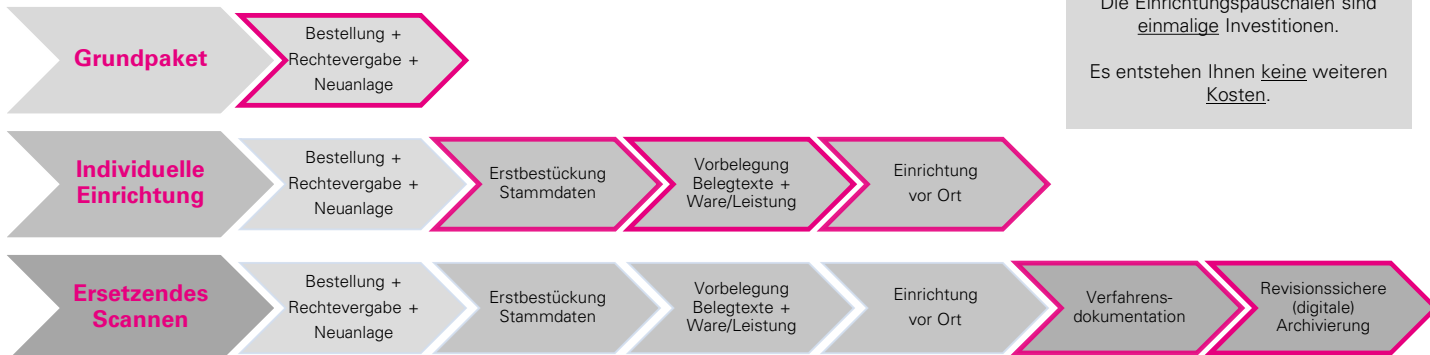 Die Einrichtungspauschalen sind
einmalige Investitionen.
Es entstehen Ihnen keine weiteren
Kosten.
Grundpaket
Bestellung +
Rechtevergabe +
Neuanlage
Individuelle
Einrichtung
Bestellung +
Rechtevergabe +
Neuanlage
Erstbestückung
Stammdaten
Vorbelegung
Belegtexte +
Ware/Leistung
Einrichtung
vor Ort
Ersetzendes
Scannen
Bestellung +
Rechtevergabe +
Neuanlage
Erstbestückung
Stammdaten
Vorbelegung
Belegtexte +
Ware/Leistung
Einrichtung
vor Ort
Verfahrens-
dokumentation
Revisionssichere
(digitale)
Archivierung